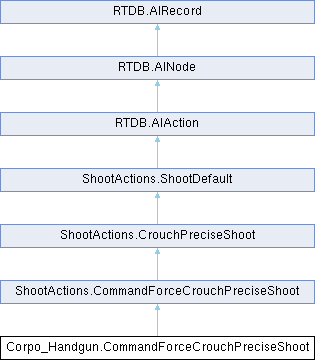 RTDB.AIRecord
RTDB.AINode
RTDB.AIAction
ShootActions.ShootDefault
ShootActions.CrouchPreciseShoot
ShootActions.CommandForceCrouchPreciseShoot
Corpo_Handgun.CommandForceCrouchPreciseShoot